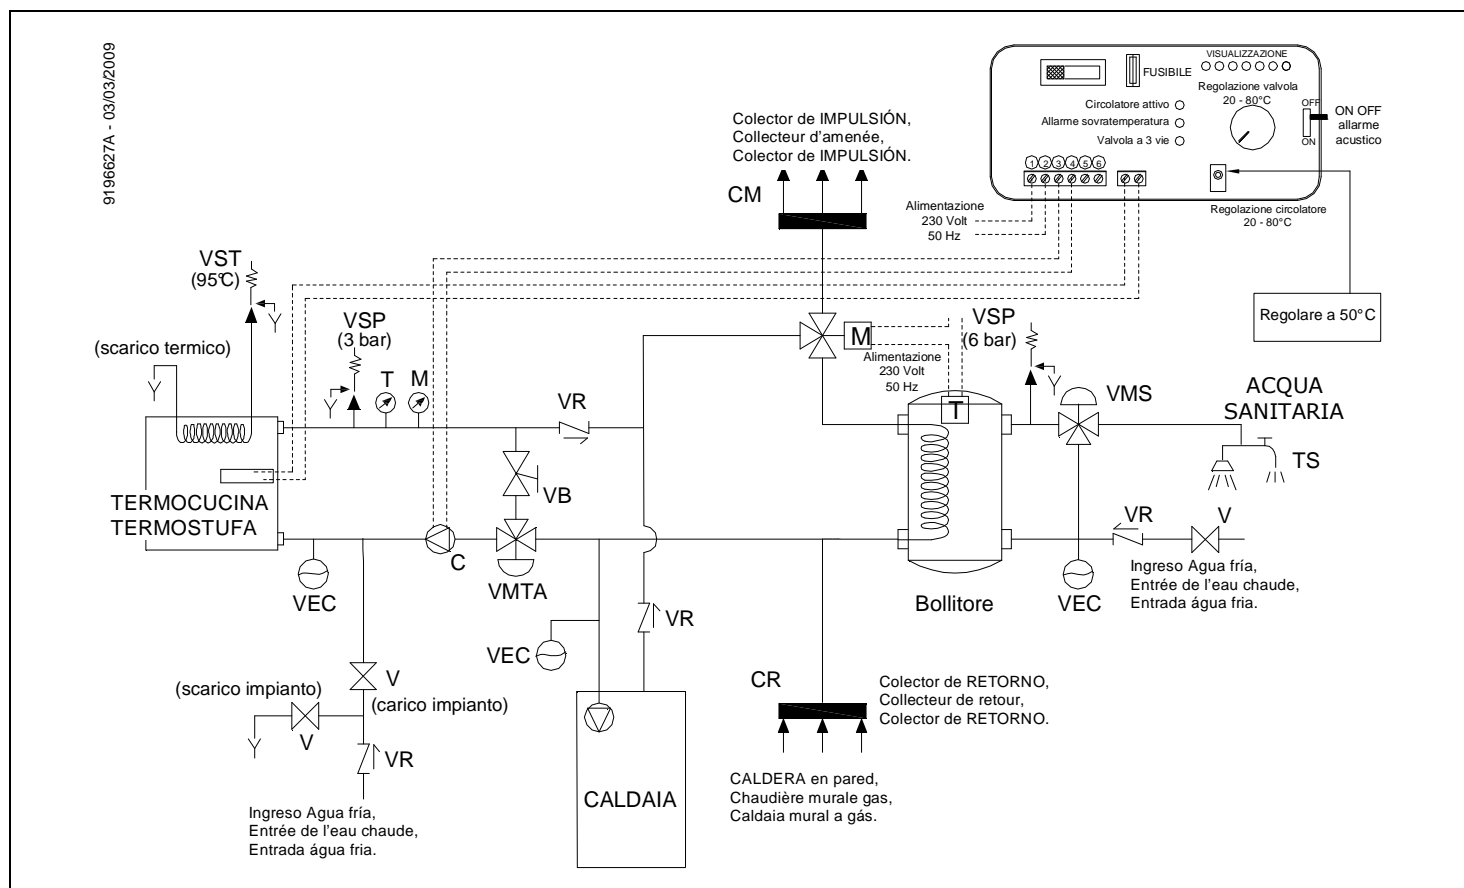 9196627A - 03/03/2009
VISUALIZZAZIONE
FUSIBILE
Regolazione valvola
20 - 80°C
Circolatore attivo
Allarme sovratemperatura
Valvola a 3 vie
OFF
ON
ON OFF
allarme
acustico
1 2 3 4 5 6
Alimentazione
230 Volt
50 Hz
Regolazione circolatore
20 - 80°C
Regolare a 50°C
Colector de IMPULSIÓN,
Collecteur d'amenée,
Colector de IMPULSIÓN.
CM
VST
(95°C)
(scarico termico)
VSP
(3 bar)
T
M
VR
M
Alimentazione
230 Volt
50 Hz
VSP
(6 bar)
T
VMS
ACQUA
SANITARIA
TS
TERMOCUCINA
TERMOSTUFA
VB
C
VMTA
VEC
VR
V
Ingreso Agua fría,
Entrée de l'eau chaude,
Entrada água fria.
Bollitore
VEC
VEC
VR
(scarico impianto)
V
(carico impianto)
V
VR
Ingreso Agua fría,
Entrée de l'eau chaude,
Entrada água fria.
CALDAIA
CR
Colector de RETORNO,
Collecteur de retour,
Colector de RETORNO.
CALDERA en pared,
Chaudière murale gas,
Caldaia mural a gás.